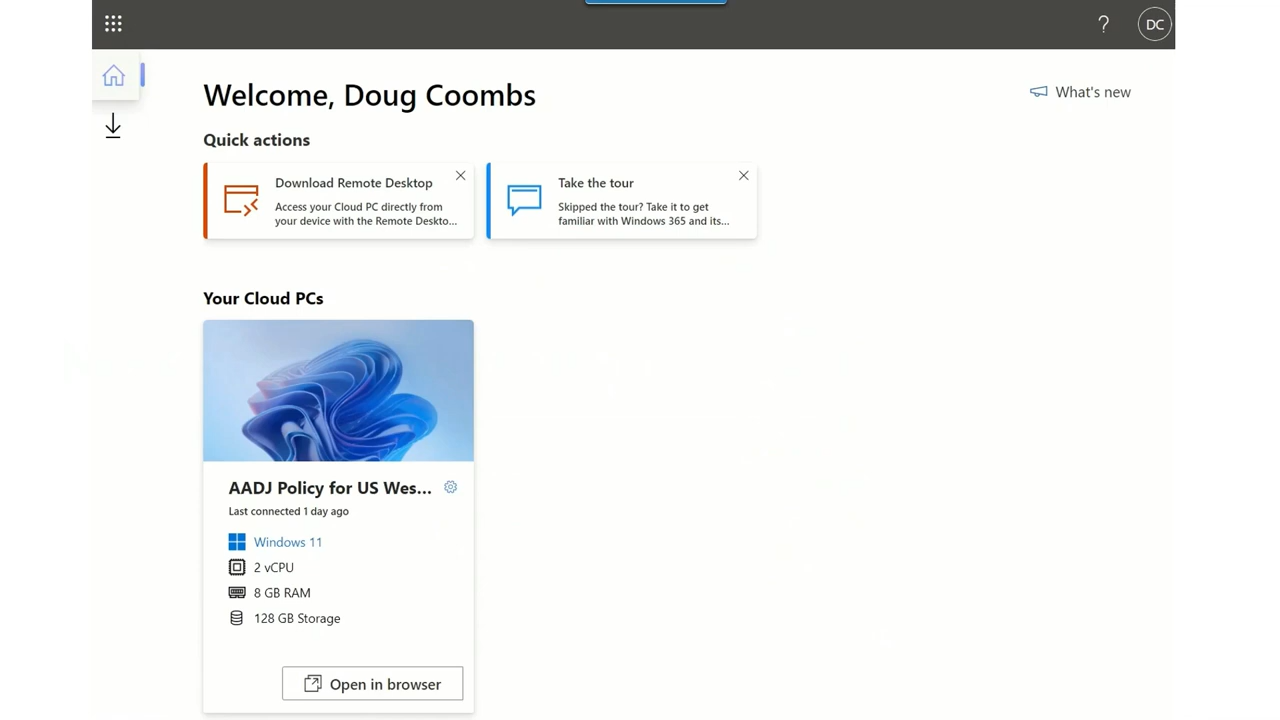 ?
DC
Welcome, Doug Coombs
What's new
Quick actions
Download Remote Desktop
Access your Cloud PC directly from
your device with the Remote Deskto...
Take the tour
Skipped the tour? Take it to get
familiar with Windows 365 and its...
Your Cloud PCs
AADJ Policy for US Wes...
Last connected 1 day ago
Windows 11
2 vCPU
8 GB RAM
128 GB Storage
Open in browser